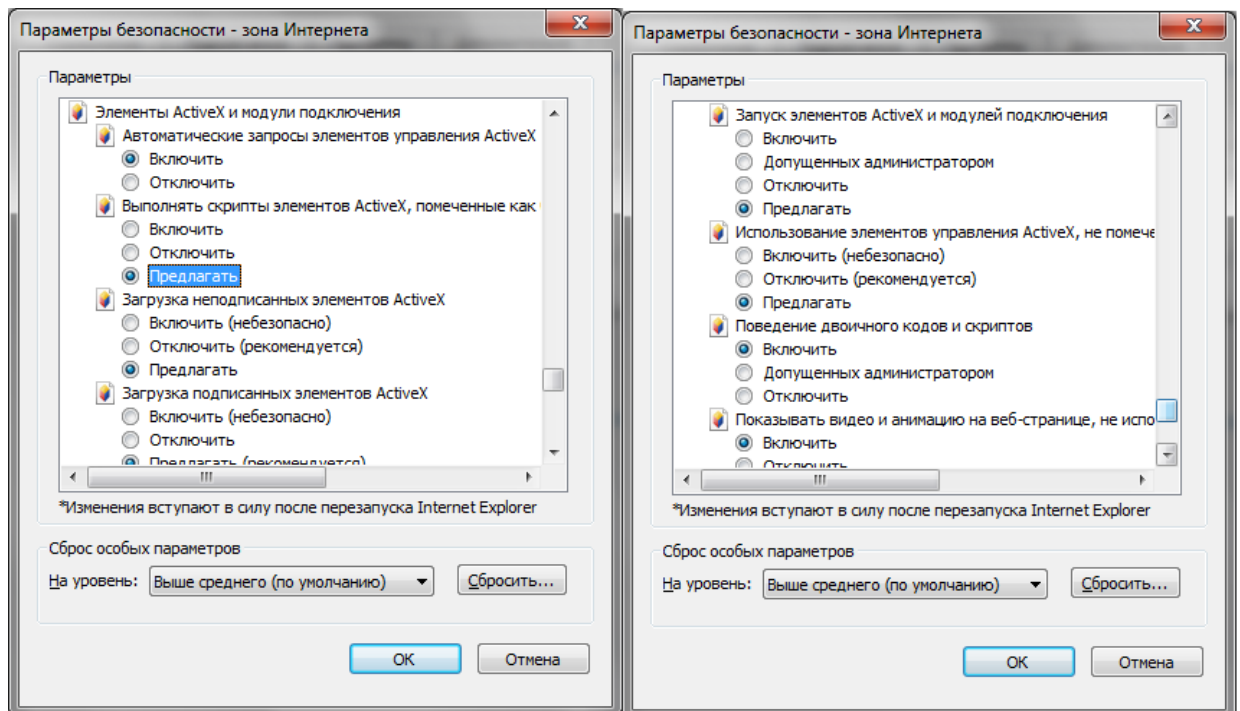 Параметры безопасности - зона Интернета
Параметры
Элементы ActiveX и модули подключения
Автоматические запросы элементов управления ActiveX
Включить
Отключить
Выполнять скрипты элементов ActiveX, помеченные как
Включить
Отключить
Предлагать
Загрузка неподписанных элементов ActiveX
Включить (небезопасно)
Отключить (рекомендуется)
Предлагать
Загрузка подписанных элементов ActiveX
Включить (небезопасно)
Отключить
Предлагать (рекомендуется)
*Изменения вступают в силу после перезапуска Internet Explorer
Сброс особых параметров
На уровень: Выше среднего (по умолчанию) Сбросить...
ОК Отмена
Параметры безопасности - зона Интернета
Параметры
Запуск элементов ActiveX и модулей подключения
Включить
Допущенных администратором
Отключить
Предлагать
Использование элементов управления ActiveX, не помече
Включить (небезопасно)
Отключить (рекомендуется)
Предлагать
Поведение двоичного кодов и скриптов
Включить
Допущенных администратором
Отключить
Показывать видео и анимацию на веб-странице, не испо
Включить
Отключить
*Изменения вступают в силу после перезапуска Internet Explorer
Сброс особых параметров
На уровень: Выше среднего (по умолчанию) Сбросить...
ОК Отмена